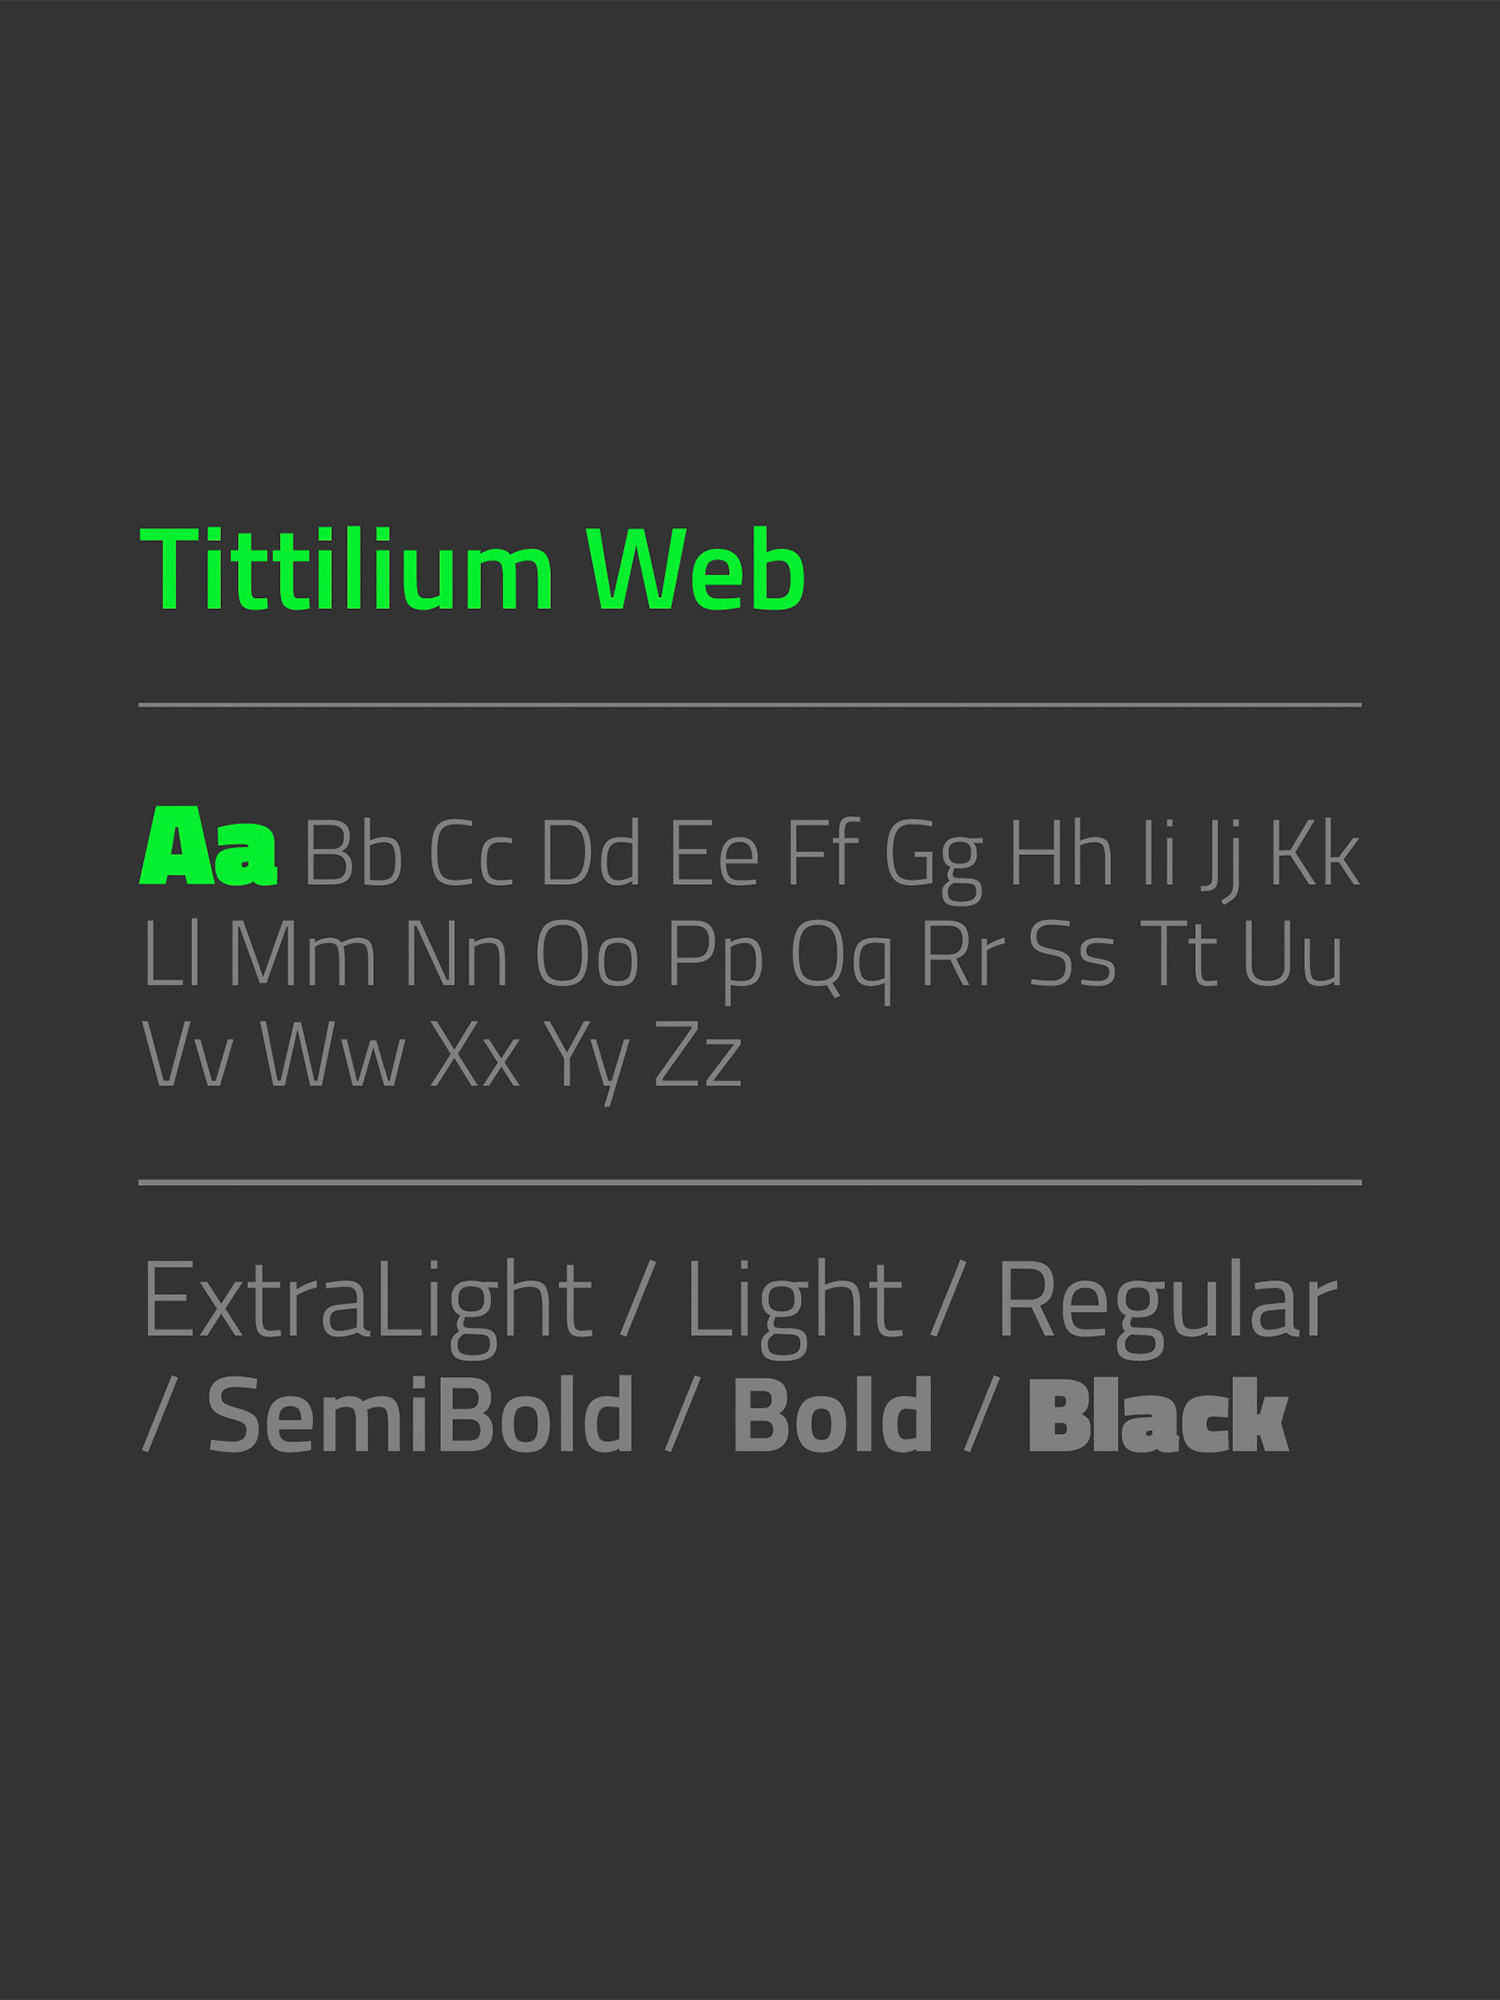 Tittilium Web
Aa Bb Cc Dd Ee Ff Gg Hh Ii Jj Kk
Ll Mm Nn Oo Pp Qq Rr Ss Tt Uu
Vv Ww Xx Yy Zz
ExtraLight / Light / Regular
/ SemiBold / Bold / Black